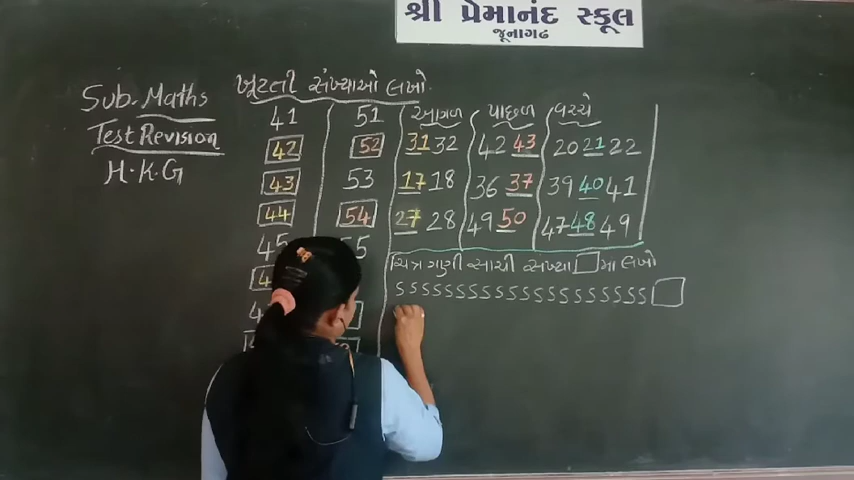 શ્રી પ્રેમાનંદ સ્કૂલ
જૂનાગઢ
Sub. Maths
Test Revision
H.K.G
ખૂટતી સંખ્યાઓ લખો.
41 51 આગળ પાછળ વચ્ચે
42 52 31 32 42 43 20 21 22
43 53 17 18 36 37 39 40 41
44 54 27 28 49 50 47 48 49
45 55
ચિત્ર ગણી સાચી સંખ્યા માં લખો